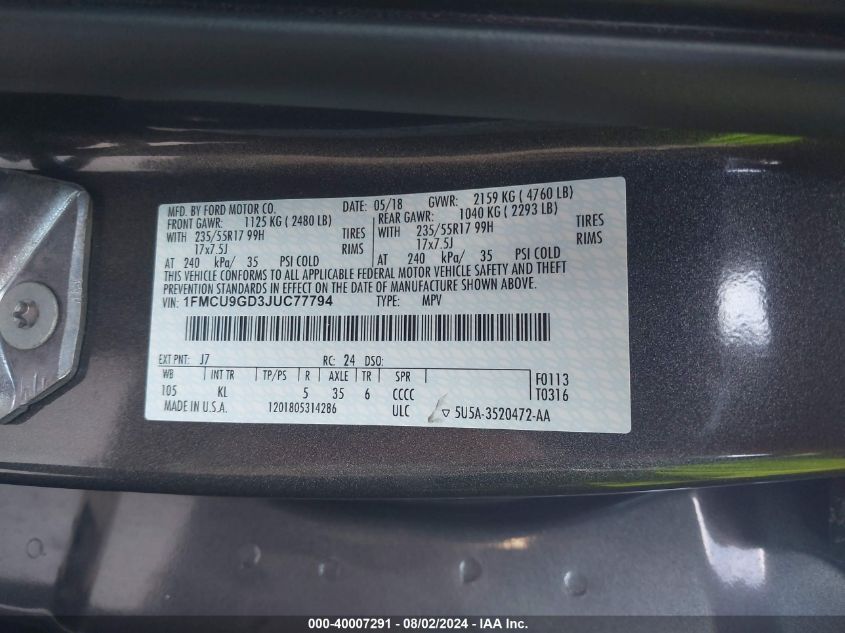 MFD. BY FORD MOTOR CO. DATE: 05/18 GVWR: 2159 KG ( 4760 LB)
FRONT GAWR: 1125 KG ( 2480 LB) REAR GAWR: 1040 KG ( 2293 LB)
WITH 235/55R17 99H TIRES WITH 235/55R17 99H TIRES
17x7.5J RIMS 17x7.5J RIMS
AT 240 kPa/ 35 PSI COLD AT 240 kPa/ 35 PSI COLD
THIS VEHICLE CONFORMS TO ALL APPLICABLE FEDERAL MOTOR VEHICLE SAFETY AND THEFT
PREVENTION STANDARDS IN EFFECT ON THE DATE OF MANUFACTURE SHOWN ABOVE.
VIN: 1FMCU9GD3JUC77794 TYPE: MPV
EXT PNT: J7 RC: 24 DSO:
WB INT TR TP/PS R AXLE TR SPR F0113
105 KL 5 35 6 CCCC T0316
MADE IN U.S.A. 1201805314286 ULC 5U5A-3520472-AA
000-40007291 - 08/02/2024 - IAA Inc.